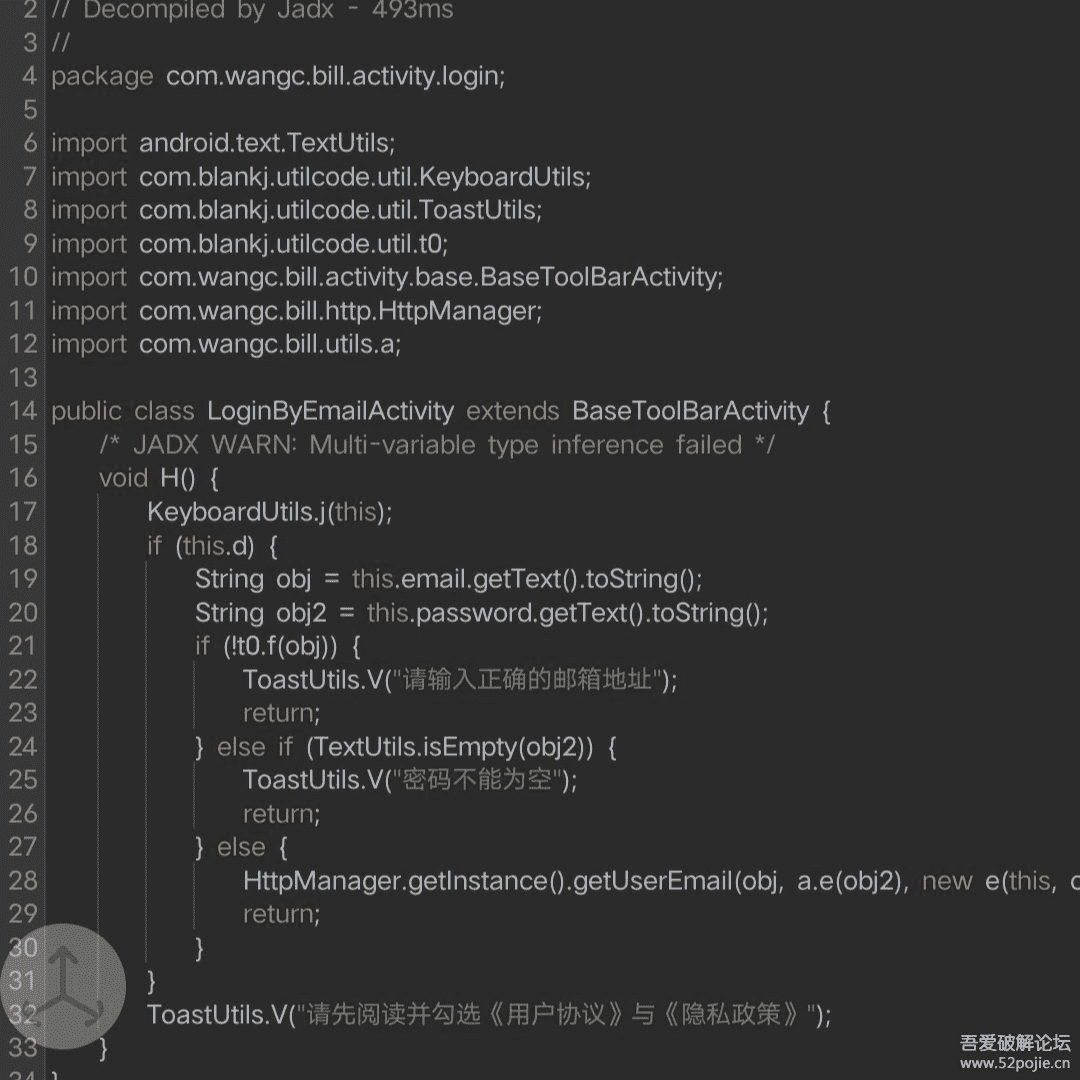 2 // Decompiled by Jadx - 493ms
3 //
4 package com.wangc.bill.activity.login;
5
6 import android.text.TextUtils;
7 import com.blankj.utilcode.util.KeyboardUtils;
8 import com.blankj.utilcode.util.ToastUtils;
9 import com.blankj.utilcode.util.t0;
10 import com.wangc.bill.activity.base.BaseToolBarActivity;
11 import com.wangc.bill.http.HttpManager;
12 import com.wangc.bill.utils.a;
13
14 public class LoginByEmailActivity extends BaseToolBarActivity {
15 /* JADX WARN: Multi-variable type inference failed */
16 void H() {
17 KeyboardUtils.j(this);
18 if (this.d) {
19 String obj = this.email.getText().toString();
20 String obj2 = this.password.getText().toString();
21 if (!t0.f(obj)) {
22 ToastUtils.V("请输入正确的邮箱地址");
23 return;
24 } else if (TextUtils.isEmpty(obj2)) {
25 ToastUtils.V("密码不能为空");
26 return;
27 } else {
28 HttpManager.getInstance().getUserEmail(obj, a.e(obj2), new e(this,
29 return;
30 }
31 }
32 ToastUtils.V("请先阅读并勾选《用户协议》与《隐私政策》");
33 }
吾爱破解论坛
www.52pojie.cn